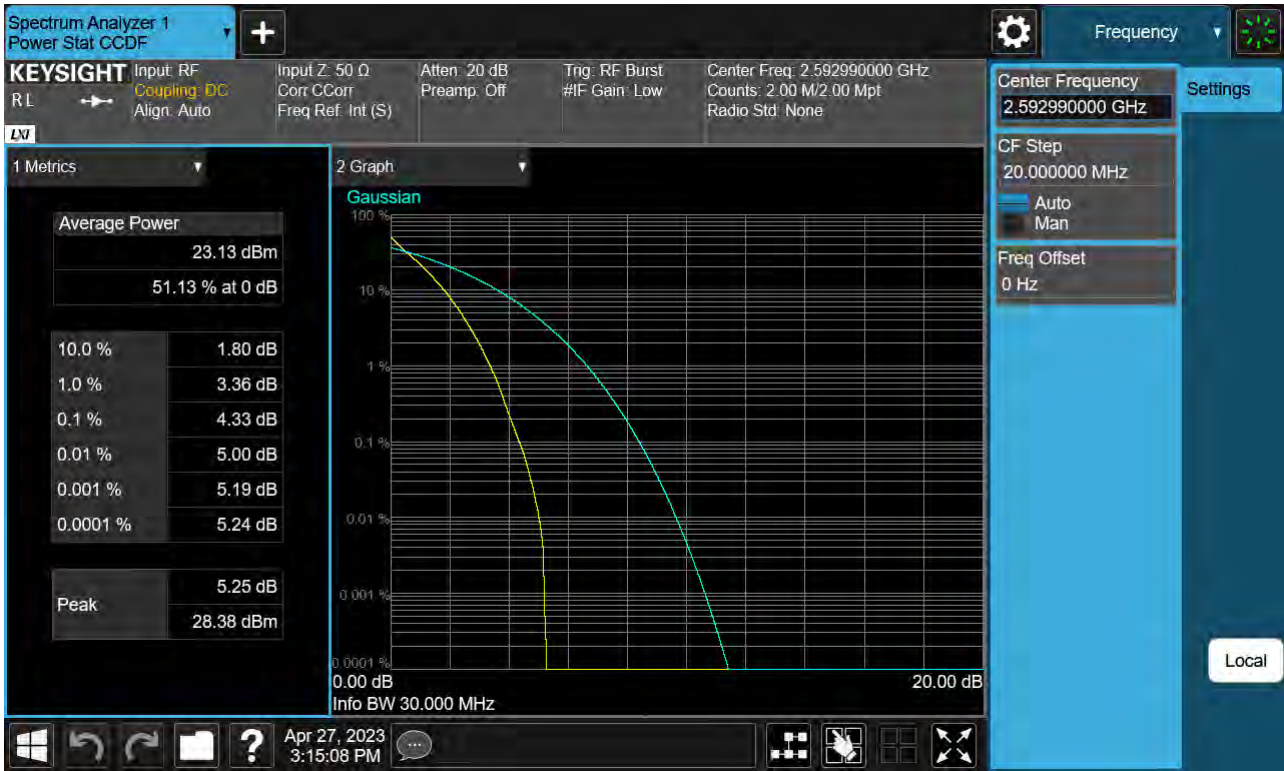 Spectrum Analyzer 1
Power Stat CCDF
Frequency
KEYSIGHT
R L
LXI
Input: RF
Coupling: DC
Align: Auto
Input Z: 50 Ω
Corr CCorr
Freq Ref: Int (S)
Atten: 20 dB
Preamp: Off
Trig: RF Burst
#IF Gain: Low
Center Freq: 2.592990000 GHz
Counts: 2.00 M/2.00 Mpt
Radio Std: None
Center Frequency
2.592990000 GHz
Settings
CF Step
20.000000 MHz
Auto
Man
Freq Offset
0 Hz
1 Metrics
Average Power
23.13 dBm
51.13 % at 0 dB
10.0 % 1.80 dB
1.0 % 3.36 dB
0.1 % 4.33 dB
0.01 % 5.00 dB
0.001 % 5.19 dB
0.0001 % 5.24 dB
Peak
5.25 dB
28.38 dBm
2 Graph
Gaussian
100 %
10 %
1 %
0.1 %
0.01 %
0.001 %
0.0001 %
0.00 dB 20.00 dB
Info BW 30.000 MHz
Local
?
Apr 27, 2023
3:15:08 PM